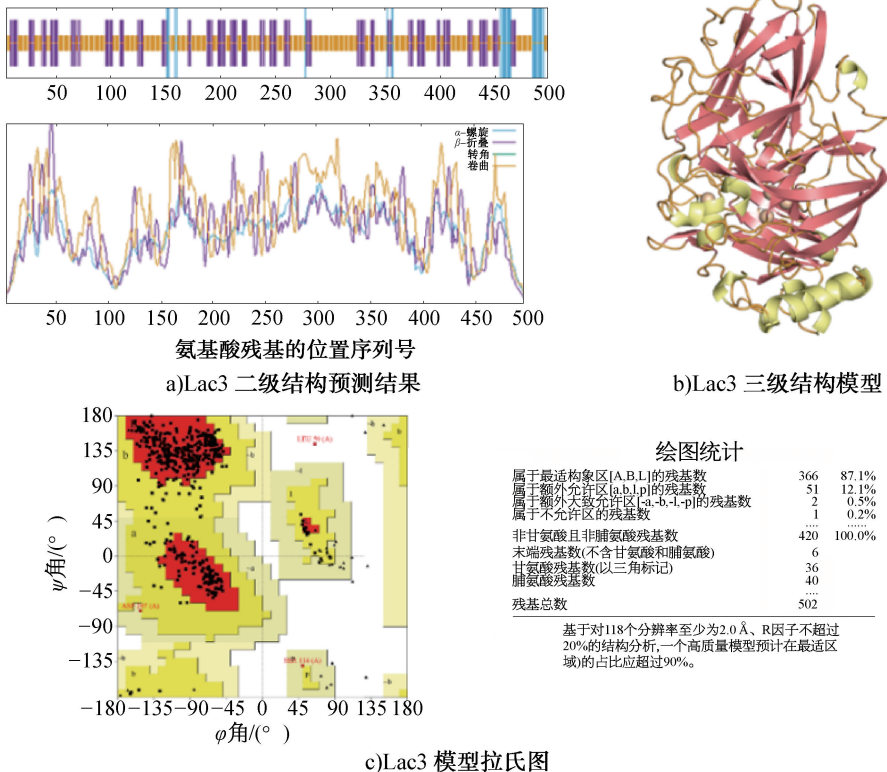 50 100 150 200 250 300 350 400 450 500
α-螺旋
β-折叠
转角
卷曲
50 100 150 200 250 300 350 400 450 500
氨基酸残基的位置序列号
a)Lac3 二级结构预测结果
b)Lac3 三级结构模型
180
135
90
45
0
−45
−90
−135
−180 −135 −90 −45 0 45 90 135 180
ψ角/(°)
φ角/(°)
绘图统计
属于最适构象区[A,B,L]的残基数 366 87.1%
属于额外允许区[a,b,l,p]的残基数 51 12.1%
属于额外大致允许区[-a,-b,-l,-p]的残基数 2 0.5%
属于不允许区的残基数 1 0.2%
.... ......
非甘氨酸且非脯氨酸残基数 420 100.0%
末端残基数(不含甘氨酸和脯氨酸) 6
甘氨酸残基数(以三角标记) 36
脯氨酸残基数 40
....
残基总数 502
基于对118个分辨率至少为2.0 Å、R因子不超过
20%的结构分析,一个高质量模型预计在最适区
域)的占比应超过90%。
c)Lac3 模型拉氏图